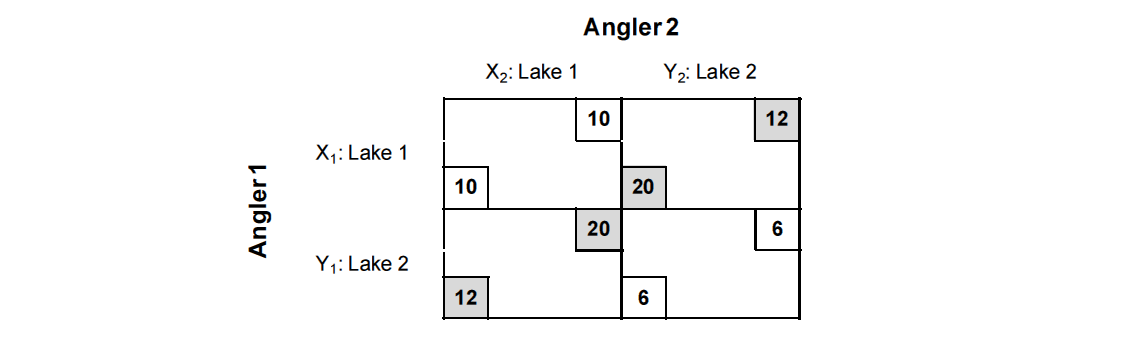 Angler 2
X₂: Lake 1 Y₂: Lake 2
10 12
X₁: Lake 1
10 20
Angler 1
20 6
Y₁: Lake 2
12 6